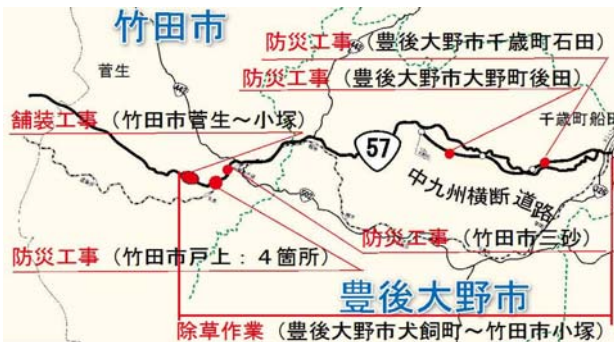 竹田市
防災工事（豊後大野市千歳町石田）
菅生
防災工事（豊後大野市大野町後田）
舗装工事（竹田市菅生～小塚）
千歳町船田
57
中九州横断道路
防災工事（竹田市三砂）
防災工事（竹田市戸上：４箇所）
豊後大野市
除草作業（豊後大野市犬飼町～竹田市小塚）